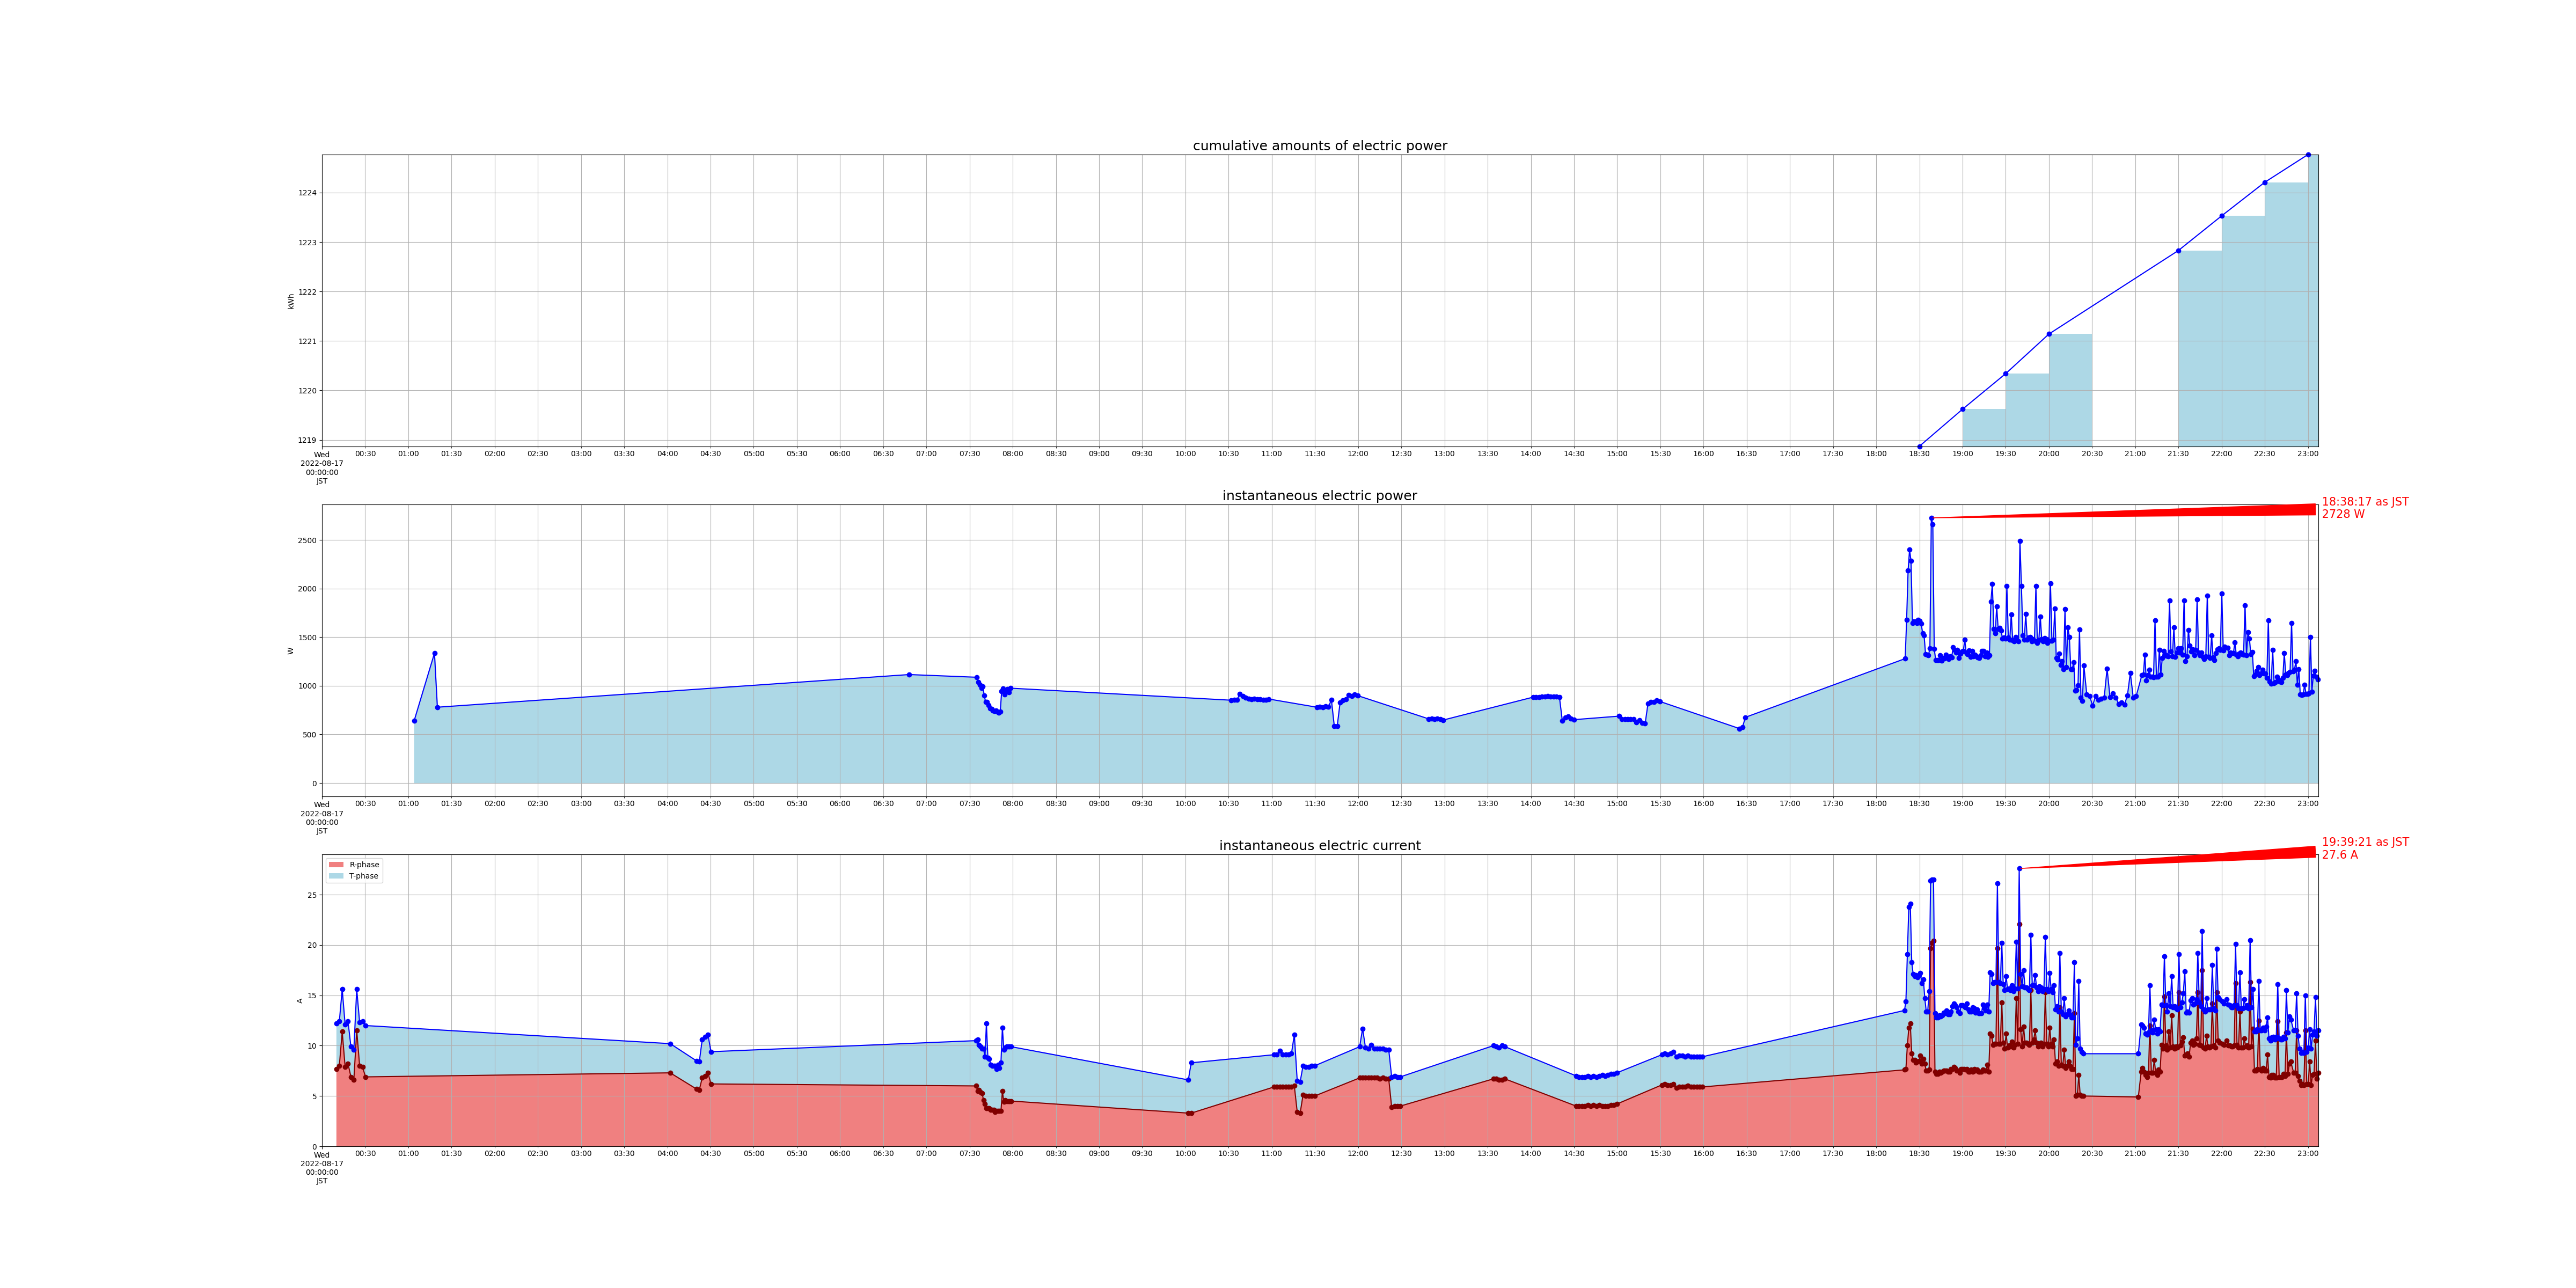 cumulative amounts of electric power
1224
1223
1222
1221
1220
1219
kWh
00:30 01:00 01:30 02:00 02:30 03:00 03:30 04:00 04:30 05:00 05:30 06:00 06:30 07:00 07:30 08:00 08:30 09:00 09:30 10:00 10:30 11:00 11:30 12:00 12:30 13:00 13:30 14:00 14:30 15:00 15:30 16:00 16:30 17:00 17:30 18:00 18:30 19:00 19:30 20:00 20:30 21:00 21:30 22:00 22:30 23:00
Wed
2022-08-17
00:00:00
JST
instantaneous electric power
18:38:17 as JST
2728 W
2500
2000
1500
1000
500
0
W
00:30 01:00 01:30 02:00 02:30 03:00 03:30 04:00 04:30 05:00 05:30 06:00 06:30 07:00 07:30 08:00 08:30 09:00 09:30 10:00 10:30 11:00 11:30 12:00 12:30 13:00 13:30 14:00 14:30 15:00 15:30 16:00 16:30 17:00 17:30 18:00 18:30 19:00 19:30 20:00 20:30 21:00 21:30 22:00 22:30 23:00
Wed
2022-08-17
00:00:00
JST
instantaneous electric current
19:39:21 as JST
27.6 A
R-phase
T-phase
25
20
15
10
5
0
A
00:30 01:00 01:30 02:00 02:30 03:00 03:30 04:00 04:30 05:00 05:30 06:00 06:30 07:00 07:30 08:00 08:30 09:00 09:30 10:00 10:30 11:00 11:30 12:00 12:30 13:00 13:30 14:00 14:30 15:00 15:30 16:00 16:30 17:00 17:30 18:00 18:30 19:00 19:30 20:00 20:30 21:00 21:30 22:00 22:30 23:00
Wed
2022-08-17
00:00:00
JST